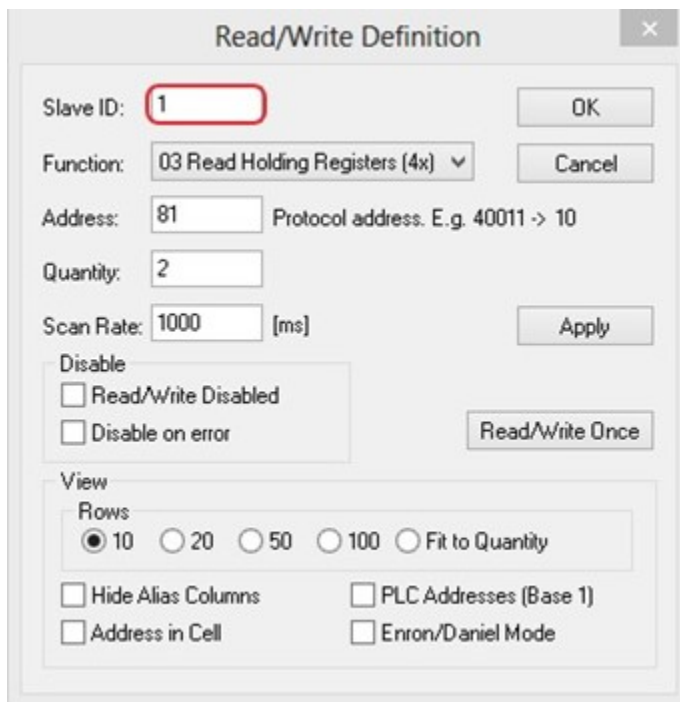 Read/Write Definition
Slave ID: 1 OK
Function: 03 Read Holding Registers (4x) Cancel
Address: 81 Protocol address. E.g. 40011 -> 10
Quantity: 2
Scan Rate: 1000 [ms] Apply
Disable
Read/Write Disabled
Disable on error
Read/Write Once
View
Rows
10 20 50 100 Fit to Quantity
Hide Alias Columns PLC Addresses (Base 1)
Address in Cell Enron/Daniel Mode